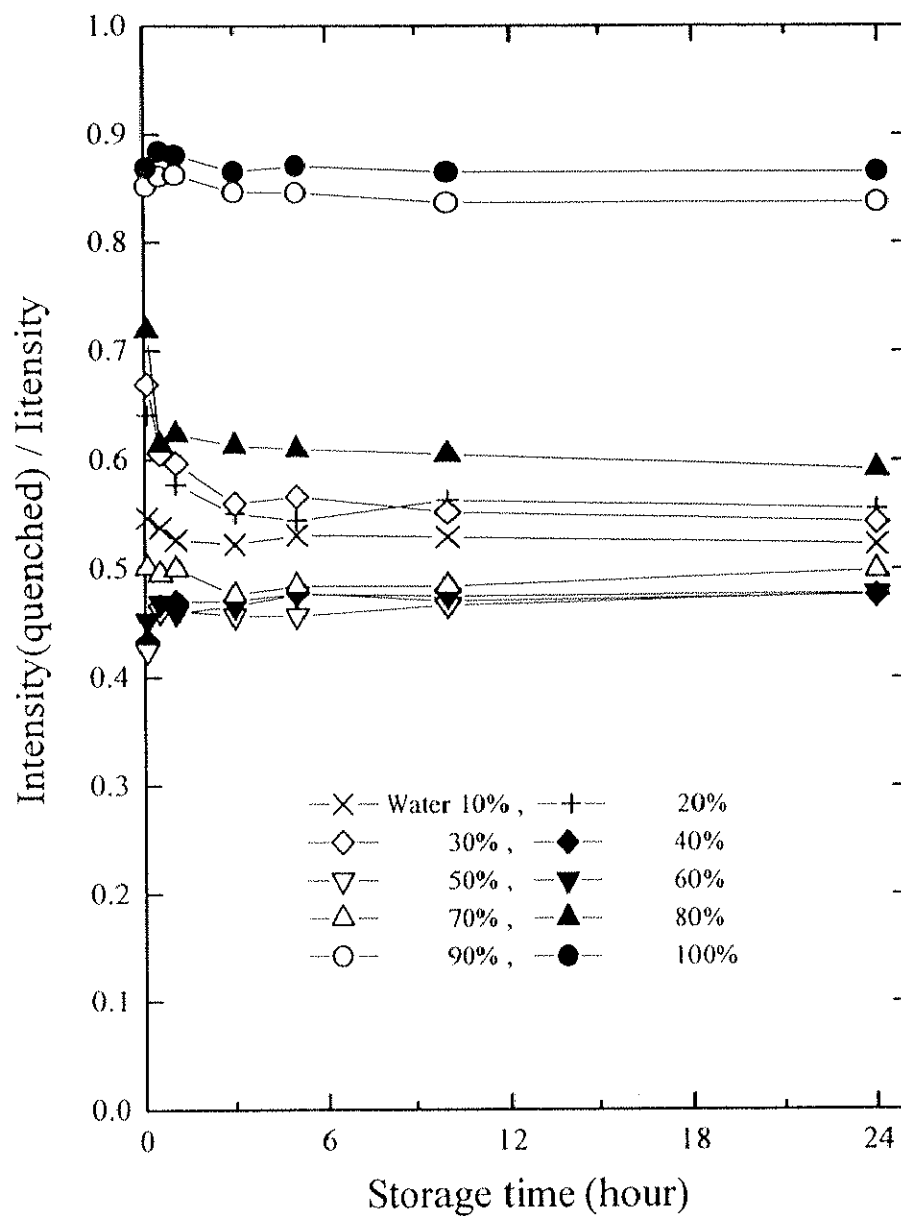 1.0
0.9
0.8
0.7
0.6
0.5
0.4
0.3
0.2
0.1
0.0
Intensity(quenched) / Iitensity
Water 10% , 20%
30% , 40%
50% , 60%
70% , 80%
90% , 100%
0 6 12 18 24
Storage time (hour)